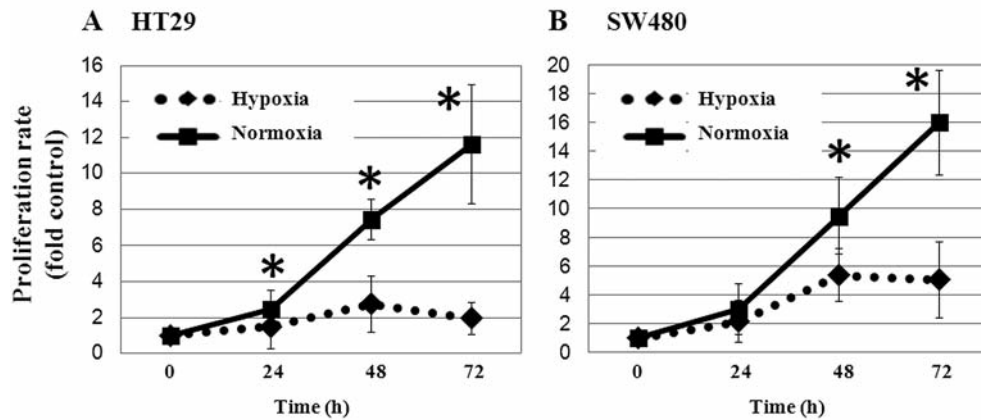 A HT29
Proliferation rate
(fold control)
16
14
12
10
8
6
4
2
0
Hypoxia
Normoxia
*
*
*
0 24 48 72
Time (h)
B SW480
20
18
16
14
12
10
8
6
4
2
0
Hypoxia
Normoxia
*
*
0 24 48 72
Time (h)